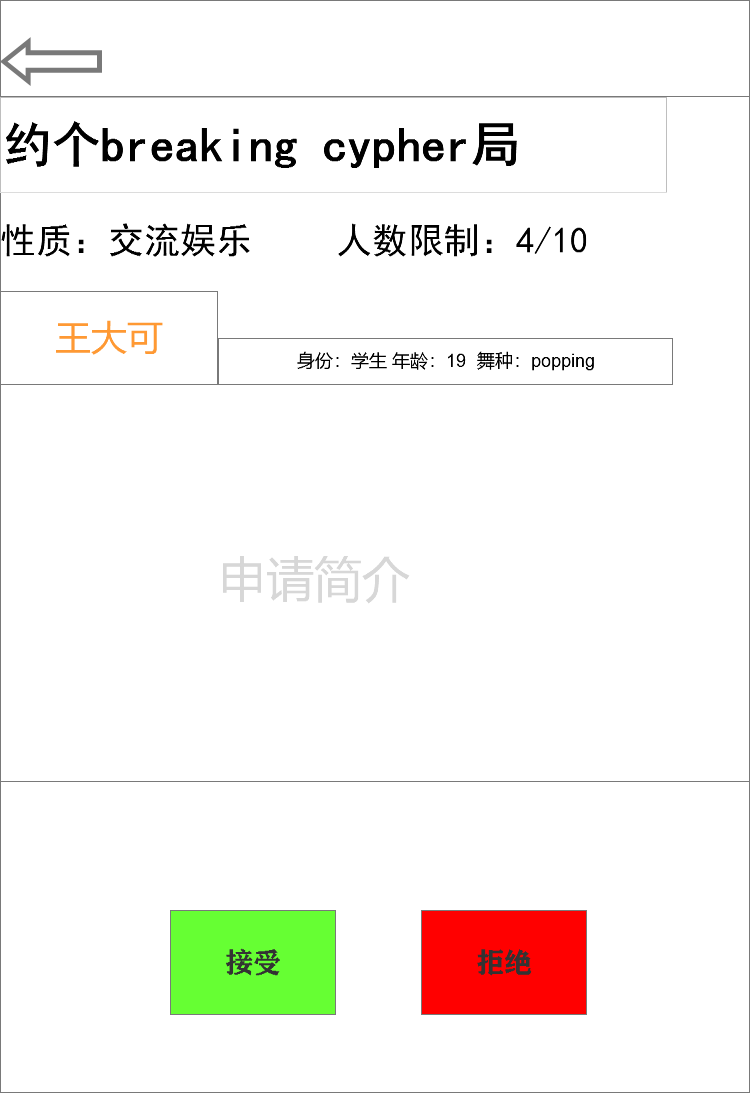 约个breaking cypher局
性质：交流娱乐 人数限制：4/10
王大可
身份：学生 年龄：19 舞种：popping
申请简介
接受 拒绝